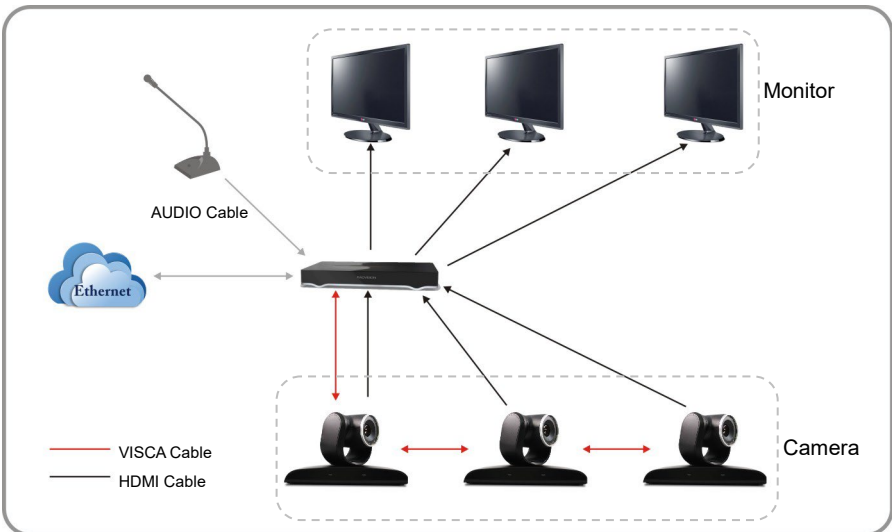 Monitor
AUDIO Cable
Ethernet
VISCA Cable
HDMI Cable
Camera